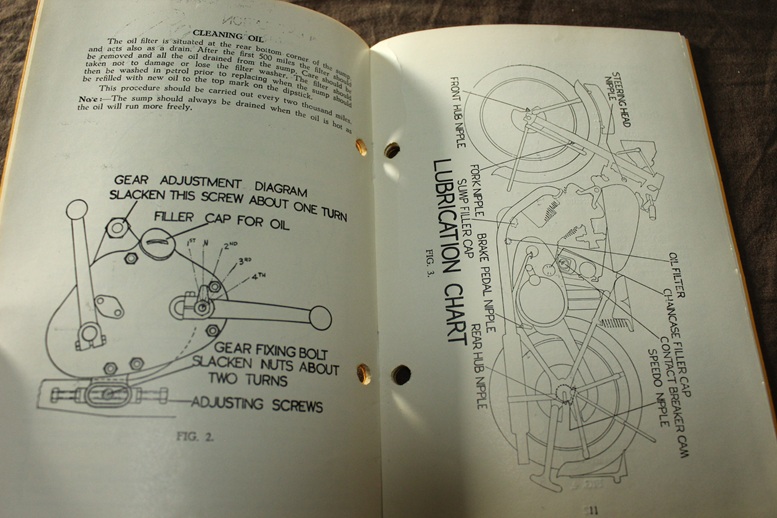 CLEANING OIL
The oil filter is situated at the rear bottom corner of the sump,
and acts also as a drain. After the first 500 miles the filter should
be removed and all the oil drained from the sump. Care should be
taken not to damage or lose the filter washer. The filter should
then be washed in petrol prior to replacing when the sump should
be refilled with new oil to the top mark on the dipstick.
This procedure should be carried out every two thousand miles.
Note:—The sump should always be drained when the oil is hot as
the oil will run more freely.
GEAR ADJUSTMENT DIAGRAM
SLACKEN THIS SCREW ABOUT ONE TURN
FILLER CAP FOR OIL
1ST
N
2ND
3RD
4TH
GEAR FIXING BOLT
SLACKEN NUTS ABOUT
TWO TURNS
ADJUSTING SCREWS
FIG. 2.
STEERING HEAD
NIPPLE
FRONT HUB NIPPLE
FORK NIPPLE
SUMP FILLER CAP
BRAKE PEDAL NIPPLE
REAR HUB NIPPLE
OIL FILTER
CHAINCASE FILLER CAP
CONTACT BREAKER CAM
SPEEDO NIPPLE
LUBRICATION CHART
FIG. 3.
11